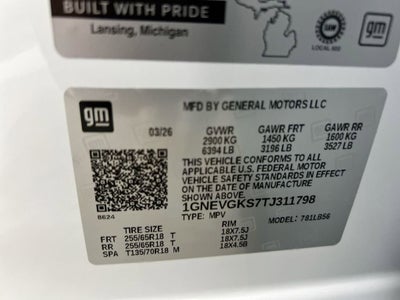 BUILT WITH PRIDE
Lansing, Michigan
UAW
LOCAL 602
gm
gm
MFD BY GENERAL MOTORS LLC
03/26 GVWR GAWR FRT GAWR RR
2900 KG 1450 KG 1600 KG
6394 LB 3196 LB 3527 LB
THIS VEHICLE CONFORMS TO ALL
APPLICABLE U.S. FEDERAL MOTOR
VEHICLE SAFETY STANDARDS IN EFFECT
ON THE DATE OF MANUFACTURE
SHOWN ABOVE
1GNEVGKS7TJ311798
8624 TYPE: MPV MODEL: 781LB56
TIRE SIZE RIM
FRT 255/65R18 T 18X7.5J
RR 255/65R18 T 18X7.5J
SPA T135/70R18 M 18X4.5B